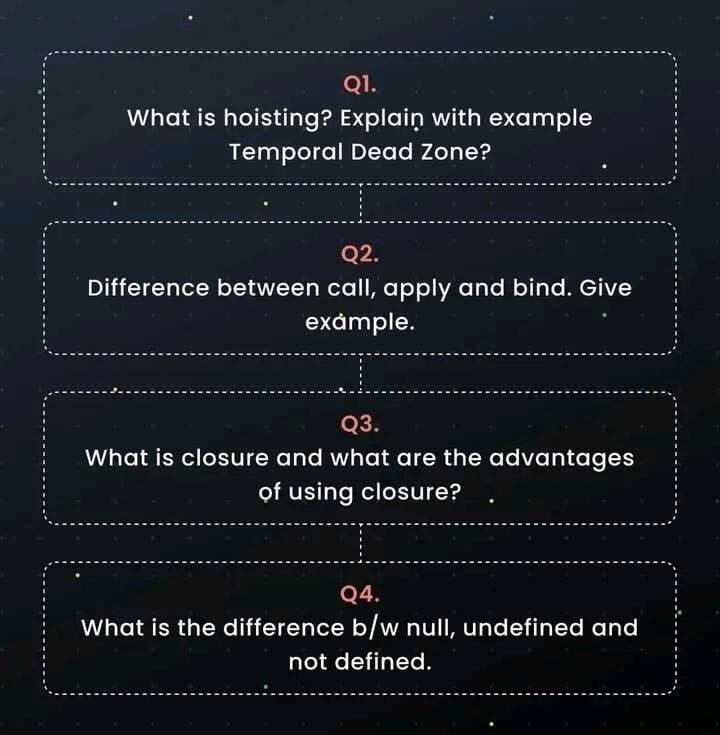 Q1.
What is hoisting? Explain with example
Temporal Dead Zone?
Q2.
Difference between call, apply and bind. Give
example.
Q3.
What is closure and what are the advantages
of using closure?
Q4.
What is the difference b/w null, undefined and
not defined.